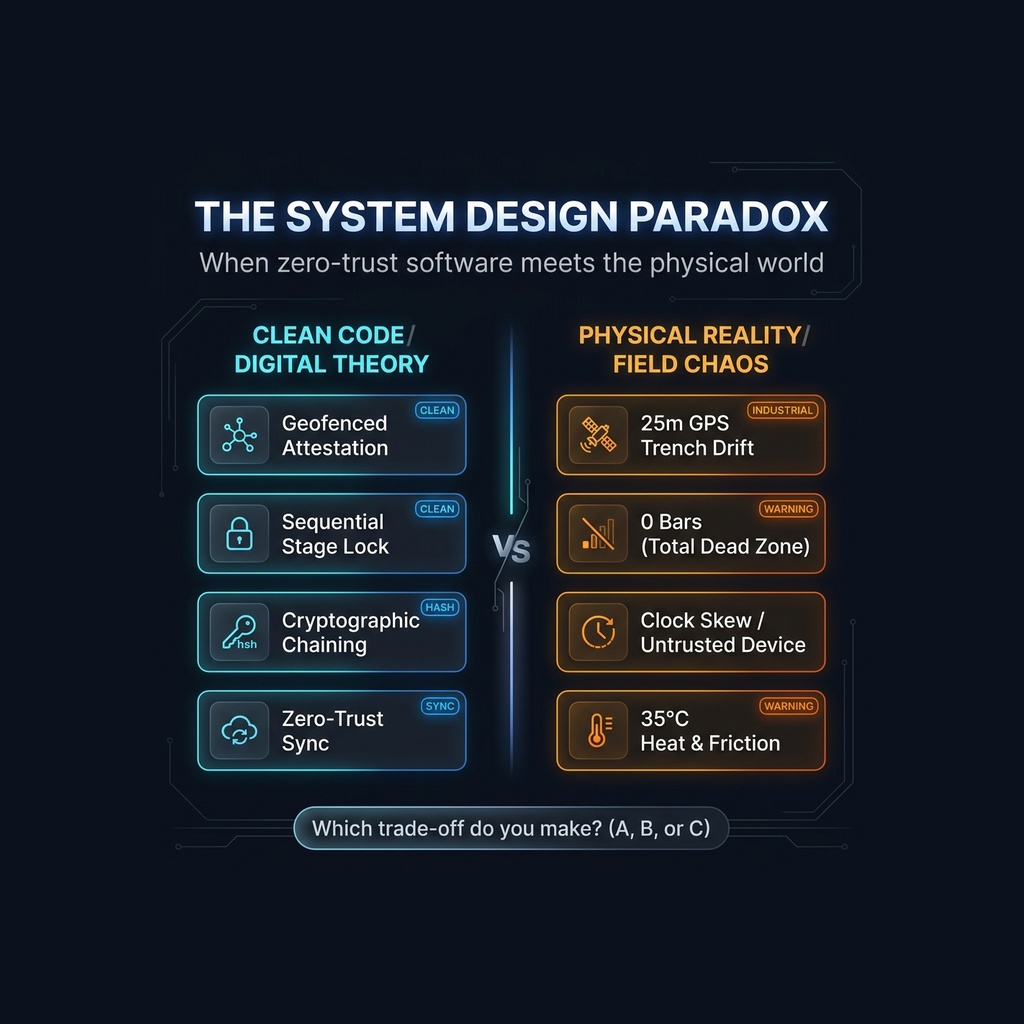 THE SYSTEM DESIGN PARADOX
When zero-trust software meets the physical world
CLEAN CODE/
DIGITAL THEORY
CLEAN
Geofenced
Attestation
CLEAN
Sequential
Stage Lock
HASH
hsh
Cryptographic
Chaining
SYNC
Zero-Trust
Sync
VS
PHYSICAL REALITY/
FIELD CHAOS
INDUSTRIAL
25m GPS
Trench Drift
WARNING
0 Bars
(Total Dead Zone)
Clock Skew /
Untrusted Device
WARNING
35°C
Heat & Friction
Which trade-off do you make? (A, B, or C)